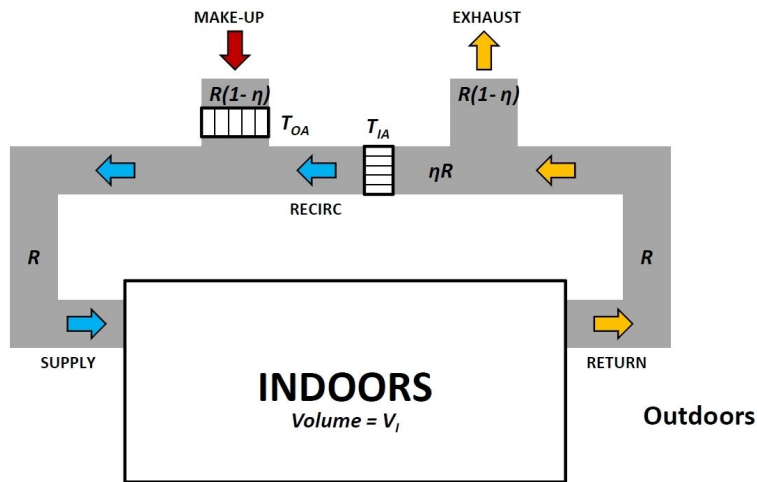 MAKE-UP
EXHAUST
R(1- η)
R(1- η)
T_OA
T_IA
ηR
RECIRC
R
R
SUPPLY
RETURN
INDOORS
Volume = V_I
Outdoors